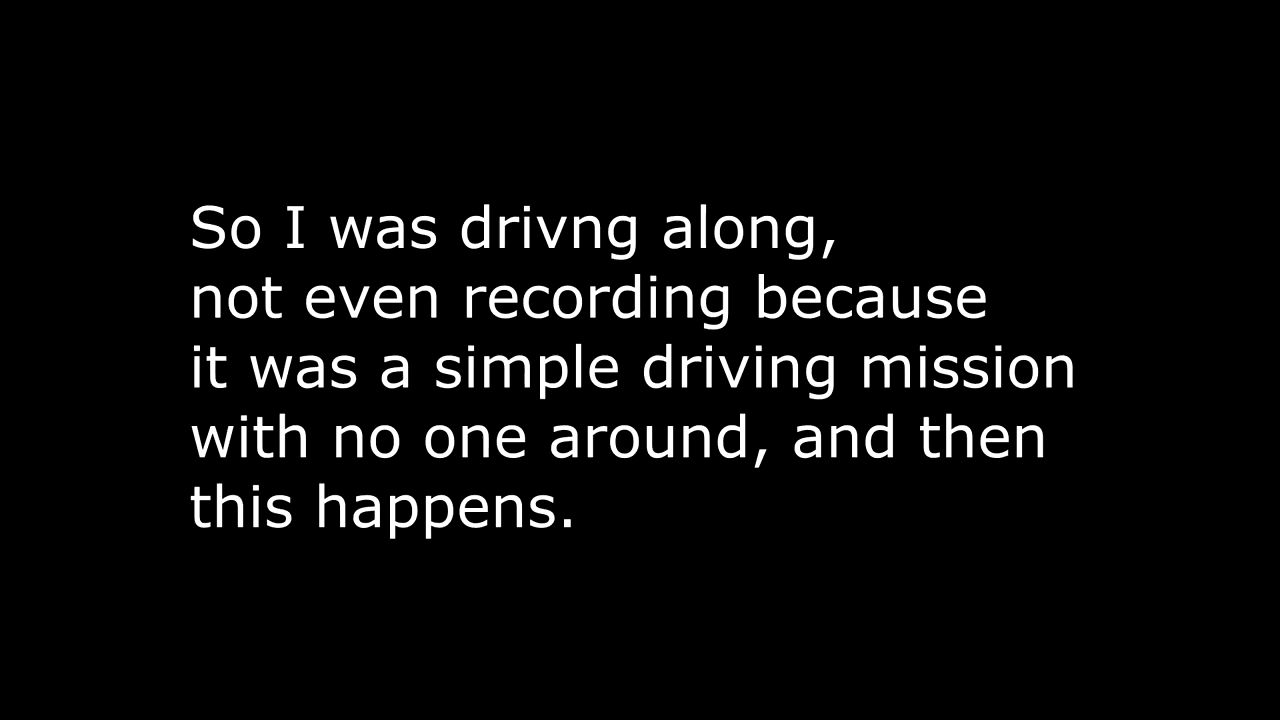 So I was drivng along,
not even recording because
it was a simple driving mission
with no one around, and then
this happens.